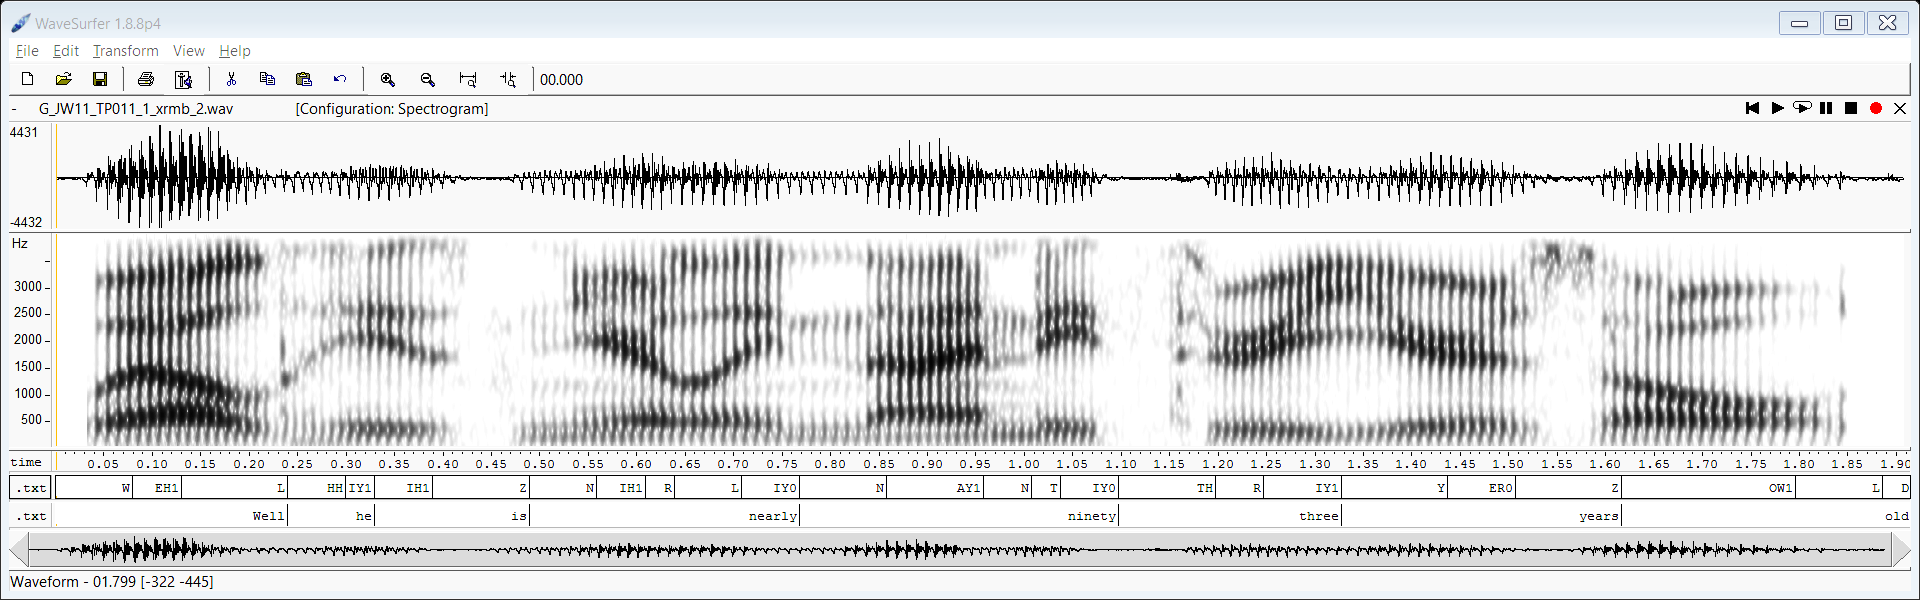 WaveSurfer 1.8.8p4
File Edit Transform View Help
00.000
- G_JW11_TP011_1_xrmb_2.wav [Configuration: Spectrogram]
4431
-4432
Hz
3000
2500
2000
1500
1000
500
time 0.05 0.10 0.15 0.20 0.25 0.30 0.35 0.40 0.45 0.50 0.55 0.60 0.65 0.70 0.75 0.80 0.85 0.90 0.95 1.00 1.05 1.10 1.15 1.20 1.25 1.30 1.35 1.40 1.45 1.50 1.55 1.60 1.65 1.70 1.75 1.80 1.85 1.90
.txt W EH1 L HH IY1 IH1 Z N IH1 R L IY0 N AY1 N T IY0 TH R IY1 Y ER0 Z OW1 L D
.txt Well he is nearly ninety three years old
Waveform - 01.799 [-322 -445]